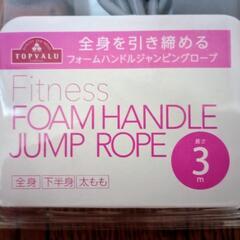 TOPVALU
全身を引き締める
フォームハンドルジャンピングロープ
Fitness
FOAM HANDLE
JUMP ROPE
長さ
3
m
全身 下半身 太もも